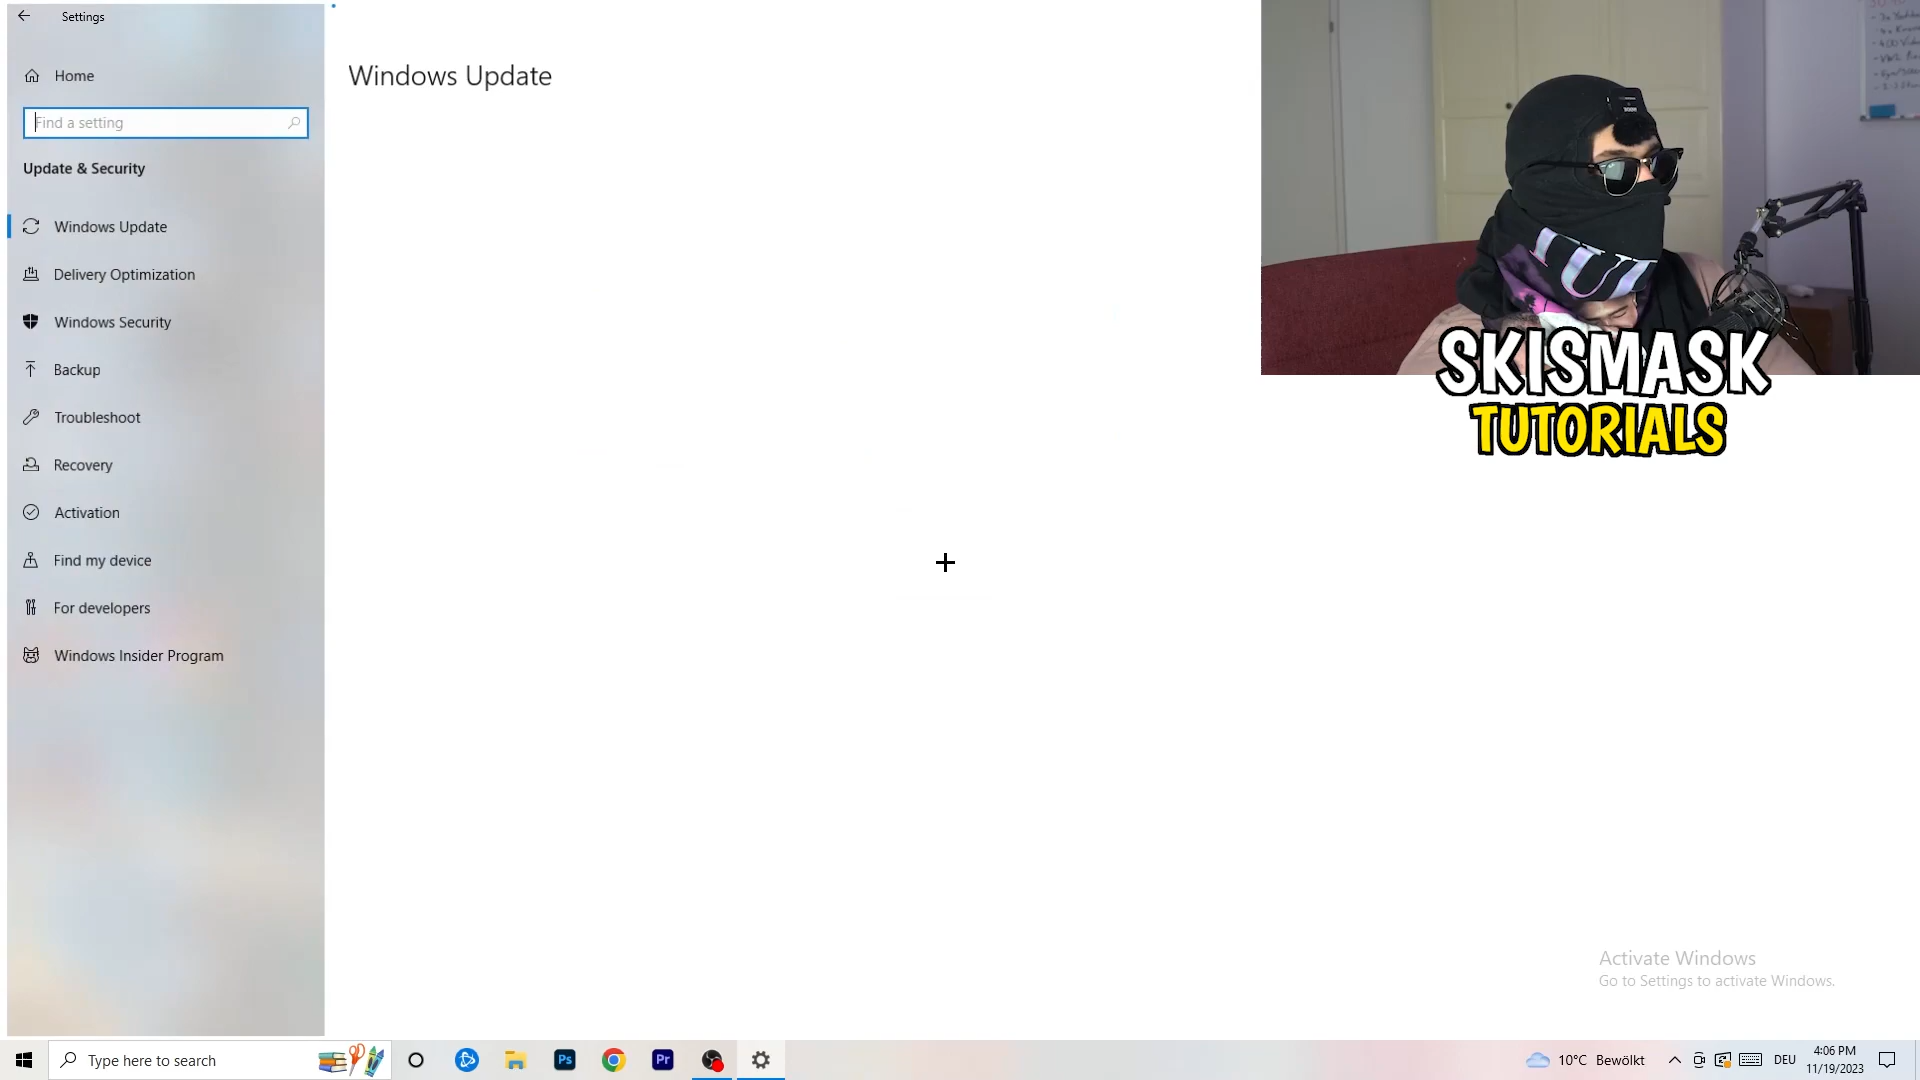 Settings
Home
Find a setting
Update & Security
Windows Update
Delivery Optimization
Windows Security
Backup
Troubleshoot
Recovery
Activation
Find my device
For developers
Windows Insider Program
Windows Update
SKISMASK
TUTORIALS
Activate Windows
Go to Settings to activate Windows.
Type here to search
Ps
Pr
10°C Bewölkt
DEU
4:06 PM
11/19/2023